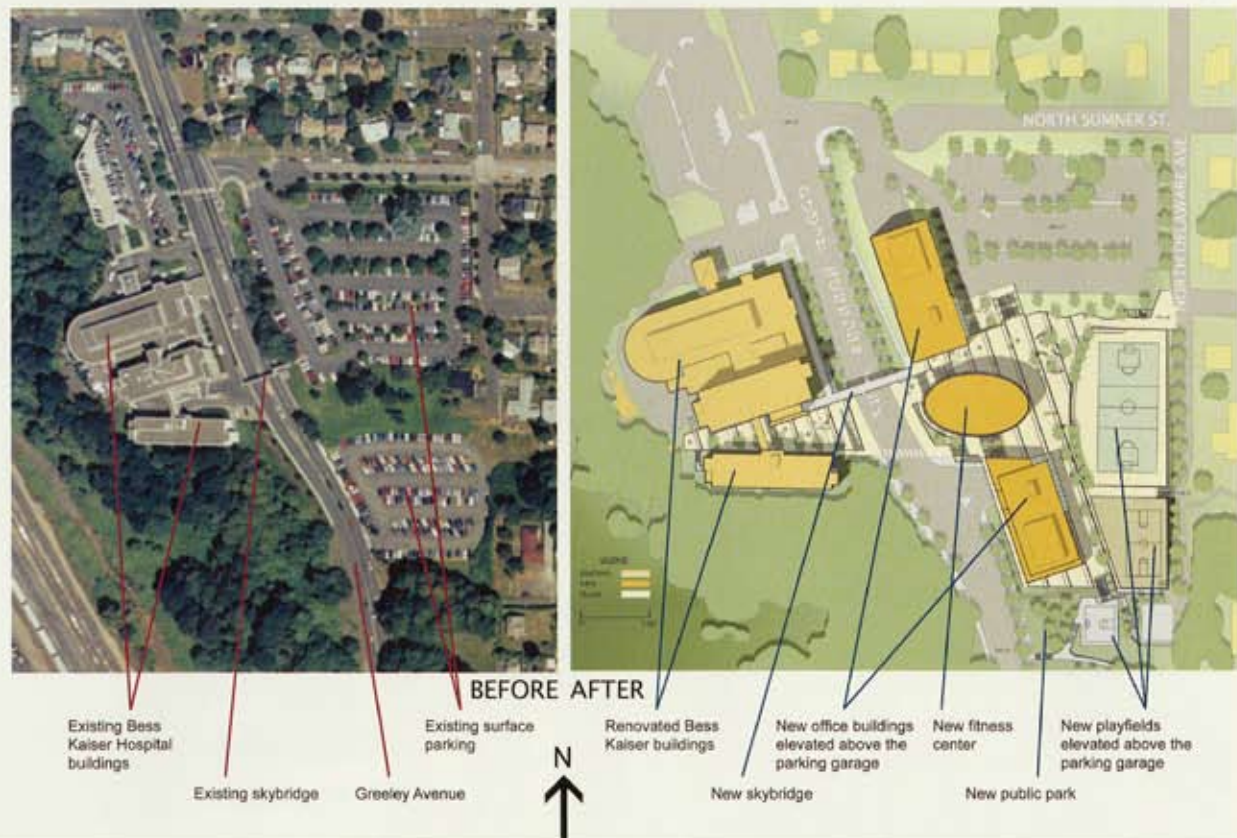 NORTH SUMNER ST.
NORTH DELAWARE AVE
LEGEND
BEFORE AFTER
Existing Bess
Kaiser Hospital
buildings
Existing skybridge
Greeley Avenue
Existing surface
parking
N
Renovated Bess
Kaiser buildings
New skybridge
New office buildings
elevated above the
parking garage
New fitness
center
New public park
New playfields
elevated above the
parking garage